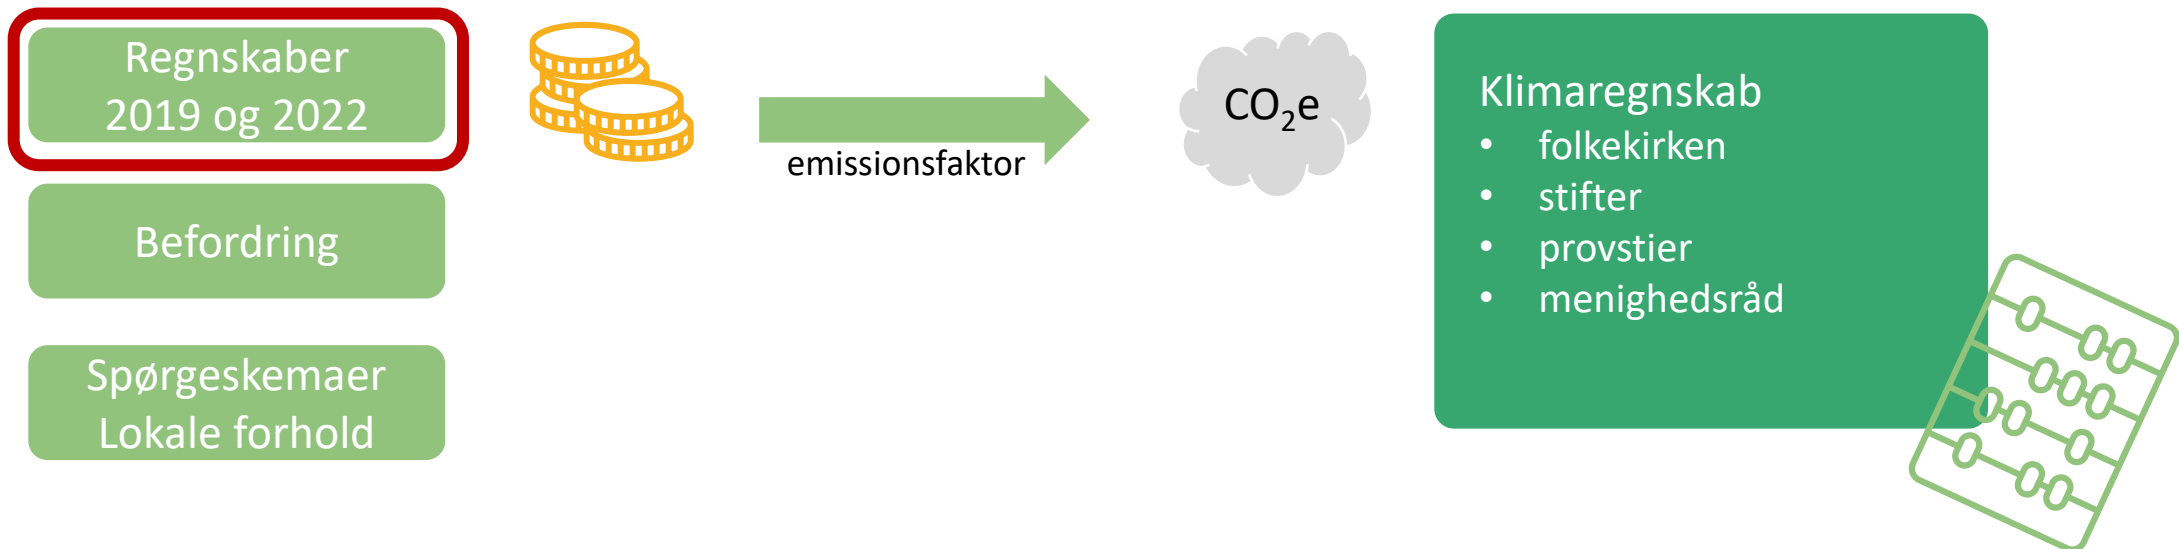 Regnskaber
2019 og 2022
Befordring
Spørgeskemaer
Lokale forhold
emissionsfaktor
CO₂e
Klimaregnskab
• folkekirken
• stifter
• provstier
• menighedsråd